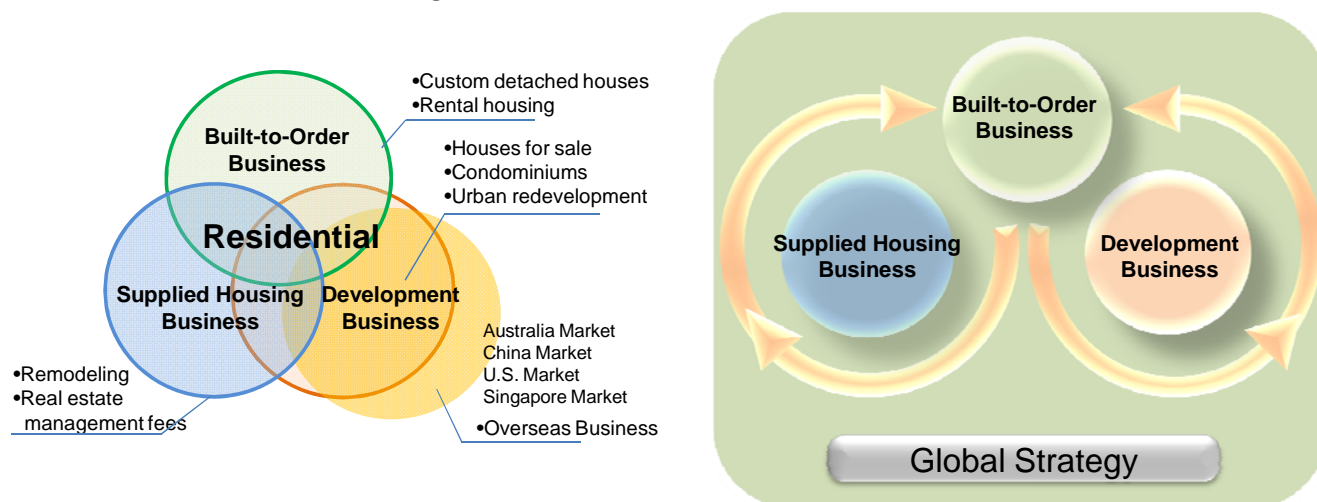 •Custom detached houses
•Rental housing
Built-to-Order
Business
•Houses for sale
•Condominiums
•Urban redevelopment
Residential
Supplied Housing
Business
Development
Business
Australia Market
China Market
U.S. Market
Singapore Market
•Remodeling
•Real estate
management fees
•Overseas Business
Built-to-Order
Business
Supplied Housing
Business
Development
Business
Global Strategy